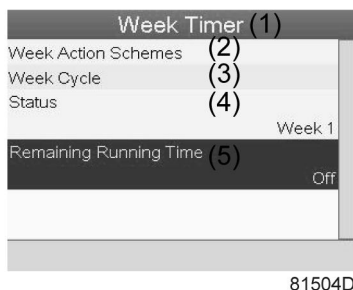 Week Timer (1)
Week Action Schemes (2)
Week Cycle (3)
Status (4)
Week 1
Remaining Running Time (5)
Off
81504D